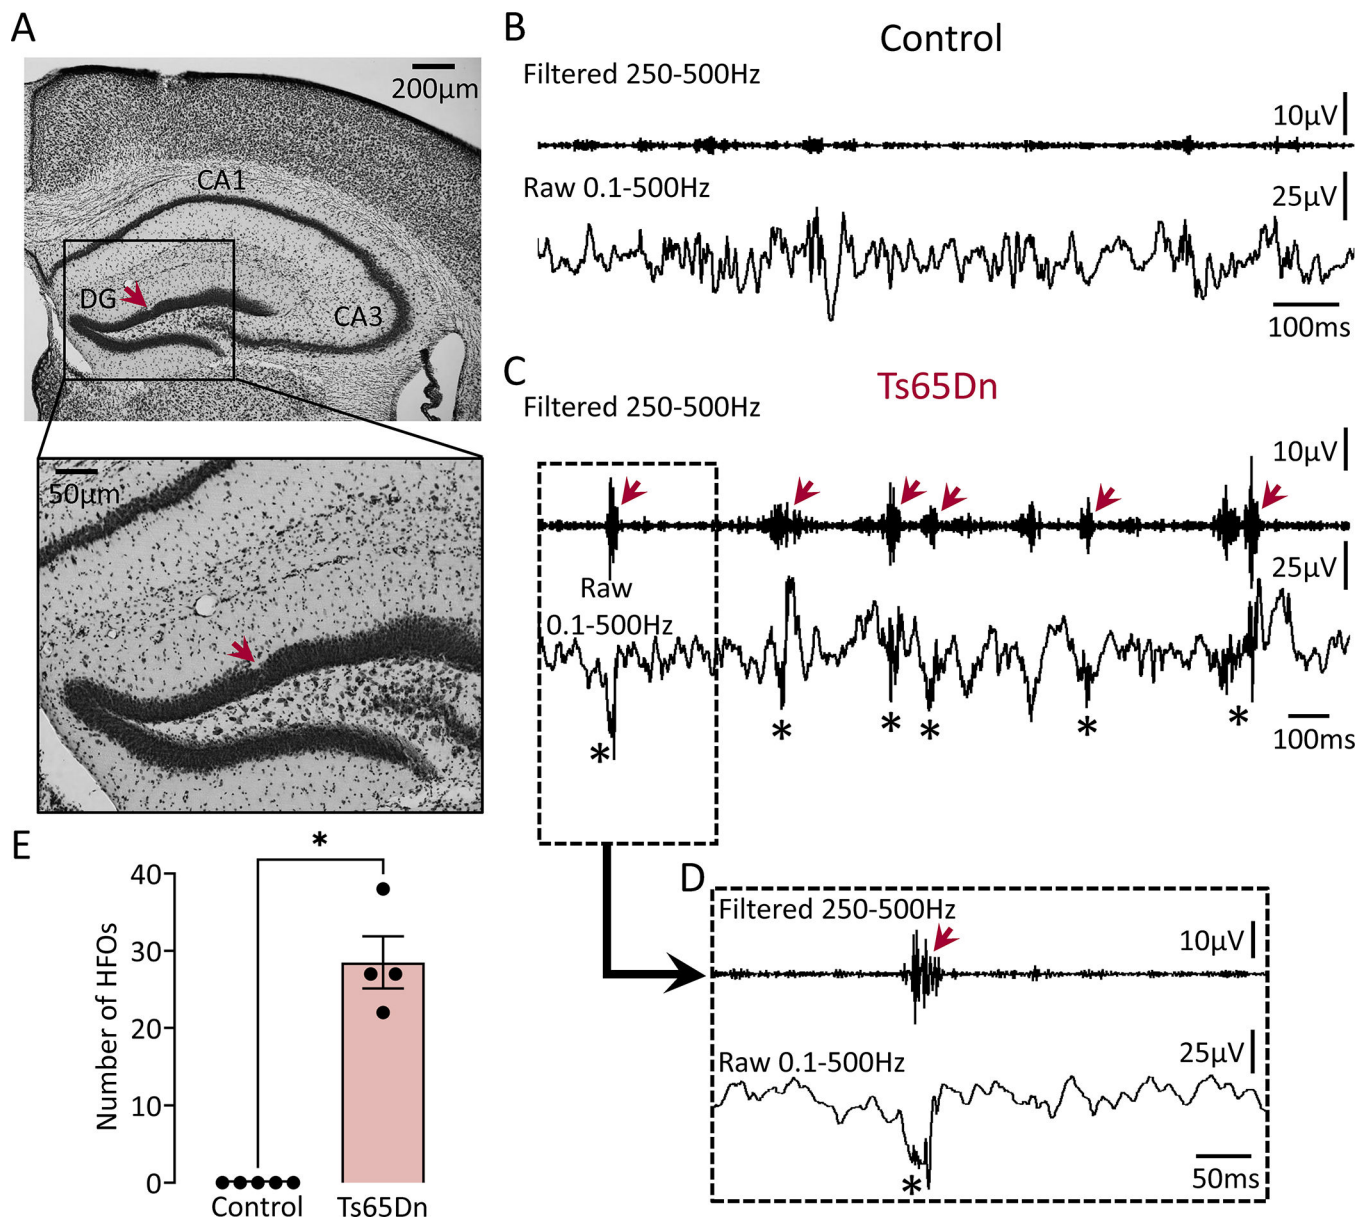 A
200µm
CA1
DG
CA3
50µm
B
Control
Filtered 250-500Hz
10µV
Raw 0.1-500Hz
25µV
100ms
C
Ts65Dn
Filtered 250-500Hz
10µV
25µV
Raw
0.1-500Hz
* * * * * *
100ms
D
Filtered 250-500Hz
10µV
Raw 0.1-500Hz
25µV
*
50ms
E
*
Number of HFOs
40
30
20
10
0
Control
Ts65Dn